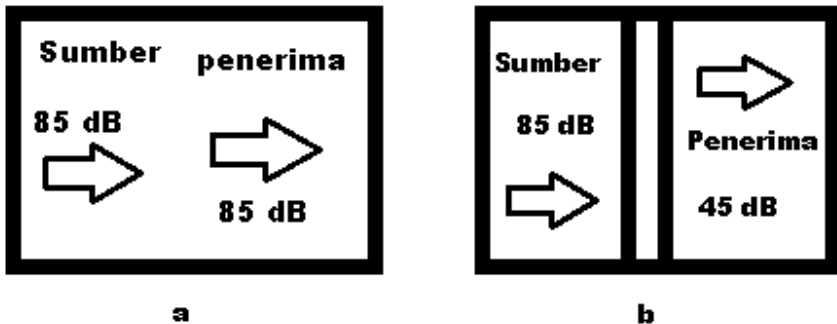 Sumber
penerima
85 dB
85 dB
a
Sumber
85 dB
Penerima
45 dB
b